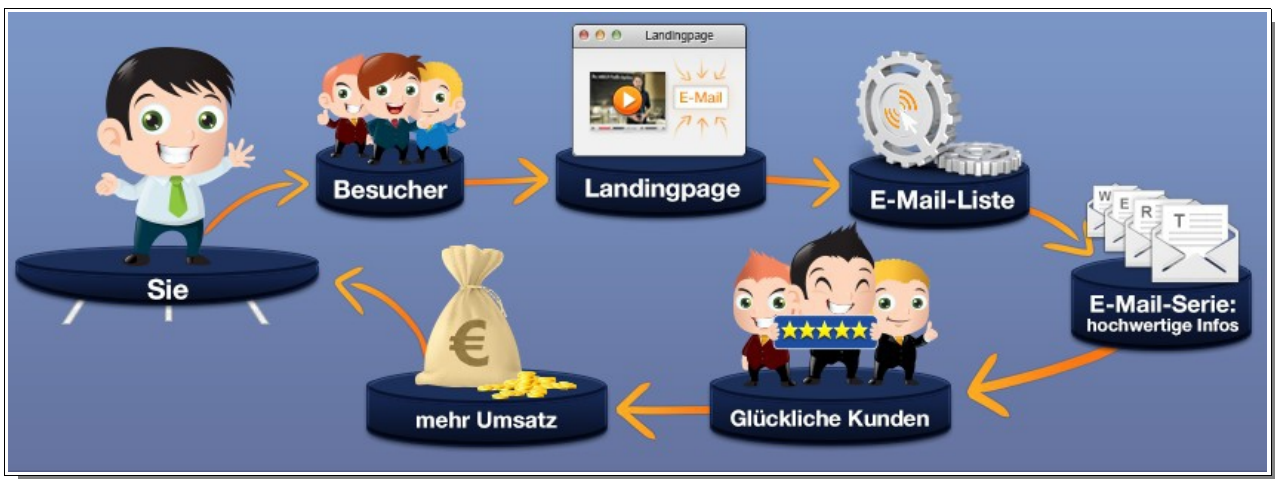 Landingpage
E-Mail
Besucher
Landingpage
E-Mail-Liste
W
E
R
T
E-Mail-Serie:
hochwertige Infos
Glückliche Kunden
€
mehr Umsatz
Sie